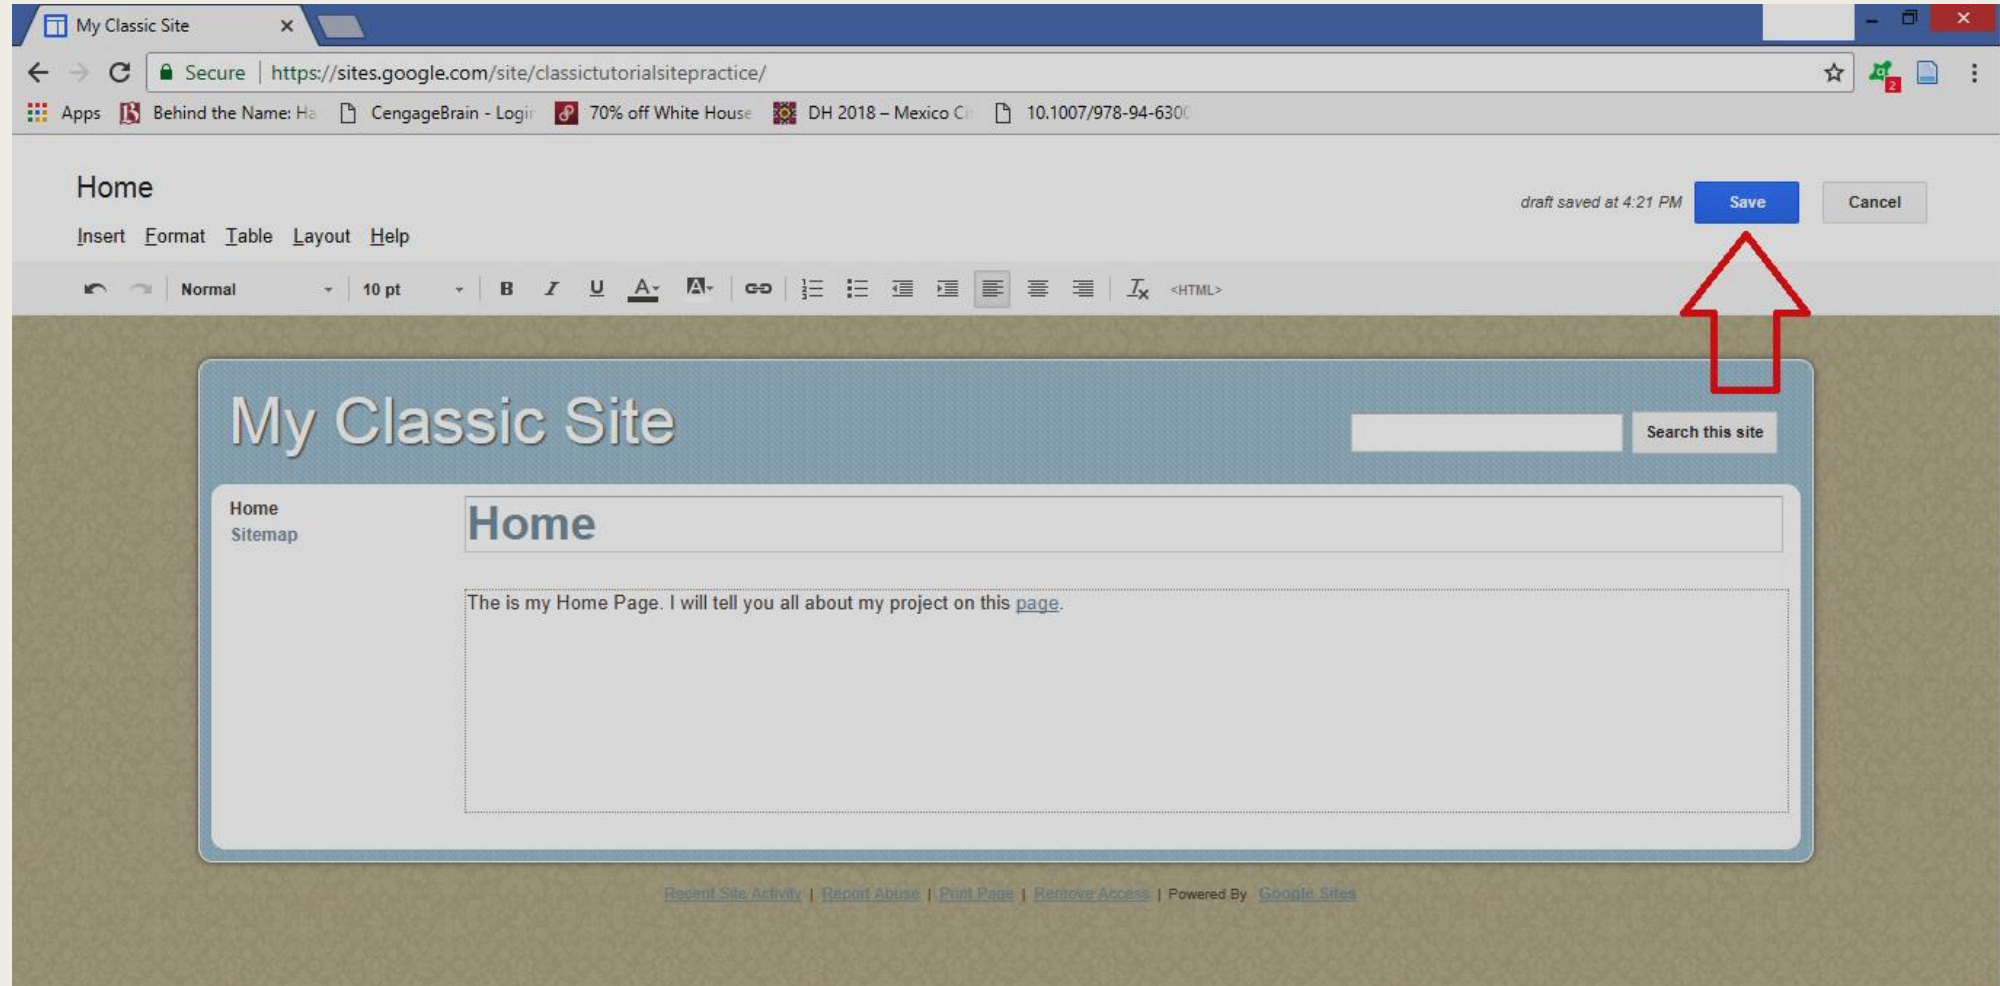 My Classic Site
Secure | https://sites.google.com/site/classictutorialsitepractice/
2
Apps Behind the Name: Ha CengageBrain - Login 70% off White House DH 2018 – Mexico Ci 10.1007/978-94-6300
Home
draft saved at 4:21 PM Save Cancel
Insert Format Table Layout Help
Normal 10 pt B I U A A <HTML>
My Classic Site
Search this site
Home
Sitemap
Home
The is my Home Page. I will tell you all about my project on this page.
Recent Site Activity | Report Abuse | Print Page | Remove Access | Powered By Google Sites